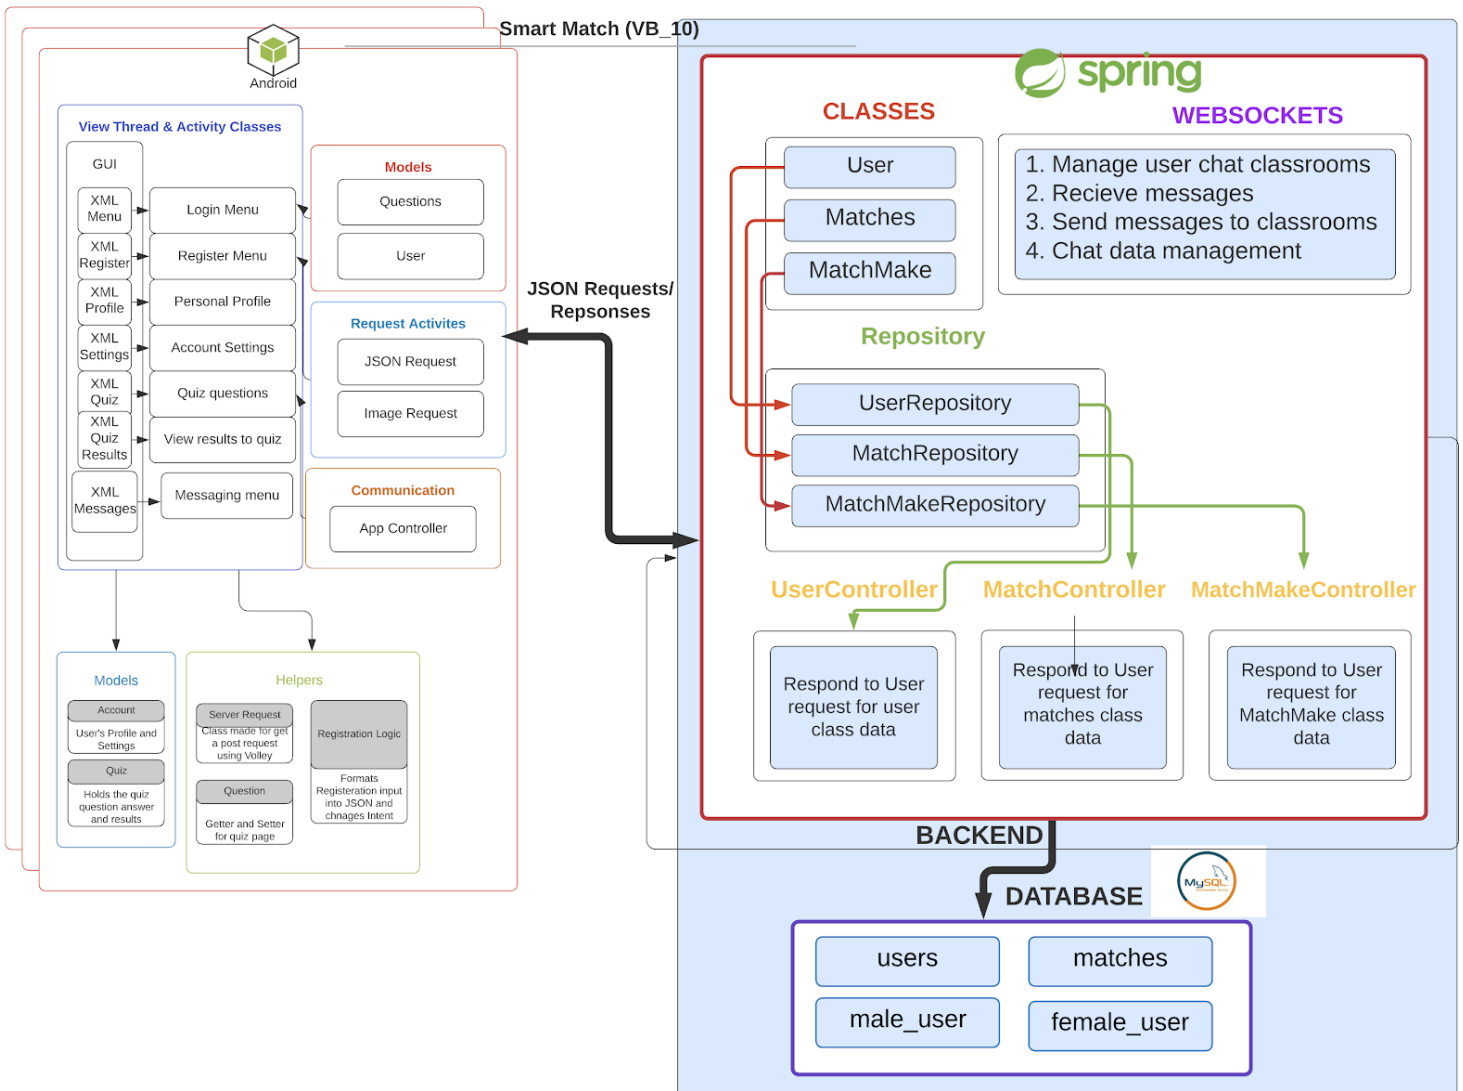 Smart Match (VB_10)
Android
View Thread & Activity Classes
GUI
XML
Menu
Login Menu
XML
Register
Register Menu
XML
Profile
Personal Profile
XML
Settings
Account Settings
XML
Quiz
Quiz questions
XML
Quiz
Results
View results to quiz
XML
Messages
Messaging menu
Models
Questions
User
Request Activites
JSON Request
Image Request
Communication
App Controller
Models
Account
User's Profile and
Settings
Quiz
Holds the quiz
question answer
and results
Helpers
Server Request
Class made for get
a post request
using Volley
Question
Getter and Setter
for quiz page
Registration Logic
Formats
Registeration input
into JSON and
chnages Intent
JSON Requests/
Repsonses
spring
CLASSES
User
Matches
MatchMake
WEBSOCKETS
1. Manage user chat classrooms
2. Recieve messages
3. Send messages to classrooms
4. Chat data management
Repository
UserRepository
MatchRepository
MatchMakeRepository
UserController
Respond to User
request for user
class data
MatchController
Respond to User
request for
matches class
data
MatchMakeController
Respond to User
request for
MatchMake class
data
BACKEND
DATABASE
MySQL
users
matches
male_user
female_user